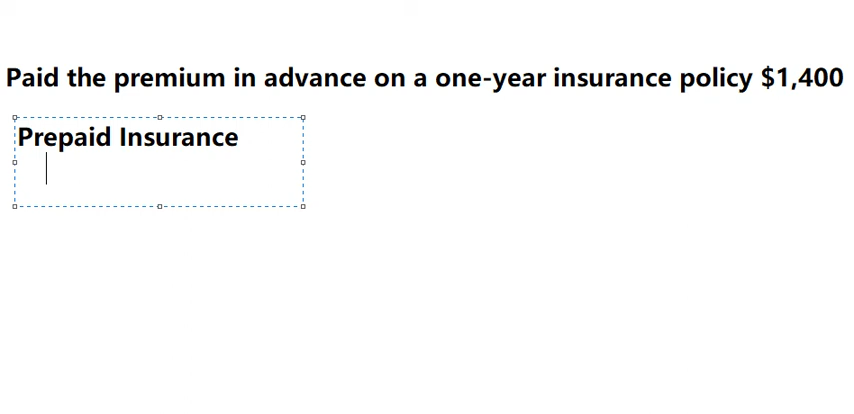 Paid the premium in advance on a one-year insurance policy $1,400
Prepaid Insurance